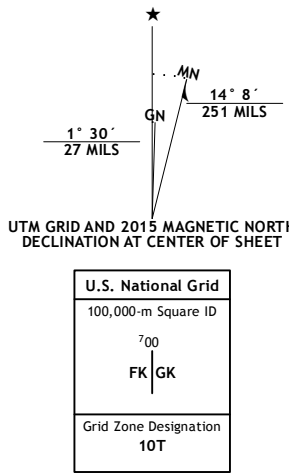 ★
MN
GN
14° 8´
251 MILS
1° 30´
27 MILS
UTM GRID AND 2015 MAGNETIC NORTH
DECLINATION AT CENTER OF SHEET
U.S. National Grid
100,000-m Square ID
⁷00
FK GK
Grid Zone Designation
10T